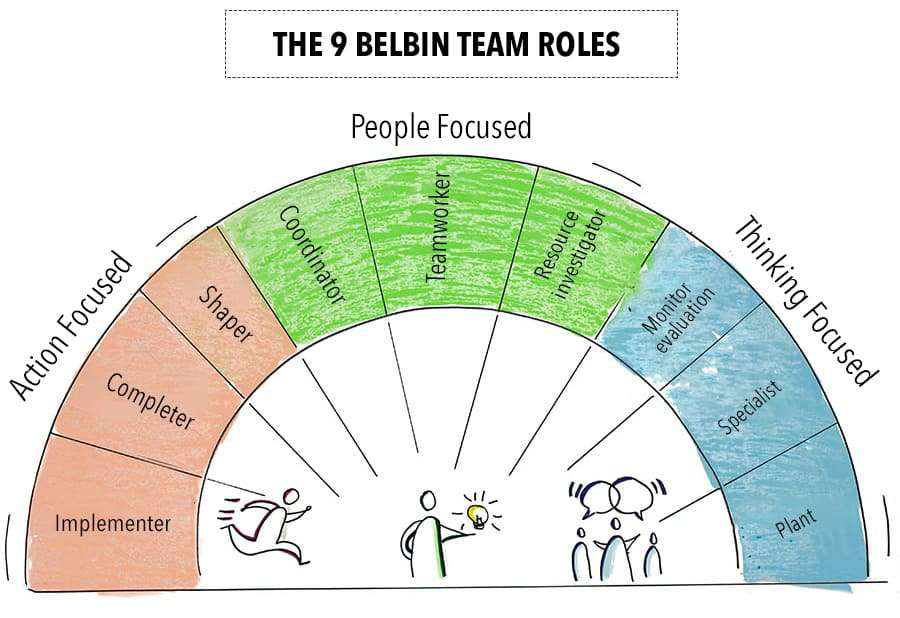 THE 9 BELBIN TEAM ROLES
People Focused
Action Focused
Thinking Focused
Implementer
Completer
Shaper
Coordinator
Teamworker
Resource
investigator
Monitor
evaluation
Specialist
Plant